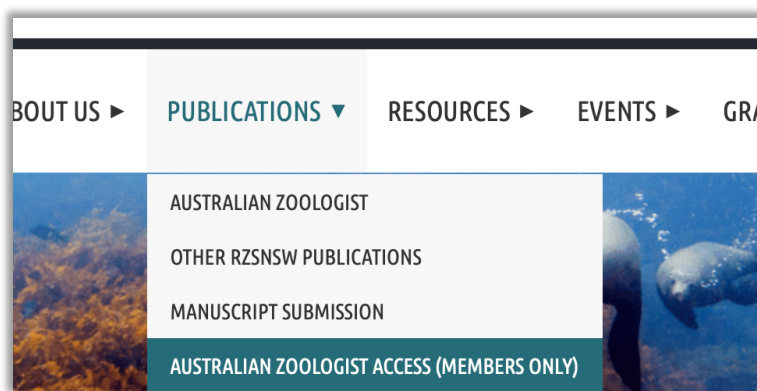 BOUT US ▶ PUBLICATIONS ▼ RESOURCES ▶ EVENTS ▶ GRA
AUSTRALIAN ZOOLOGIST
OTHER RZSNSW PUBLICATIONS
MANUSCRIPT SUBMISSION
AUSTRALIAN ZOOLOGIST ACCESS (MEMBERS ONLY)